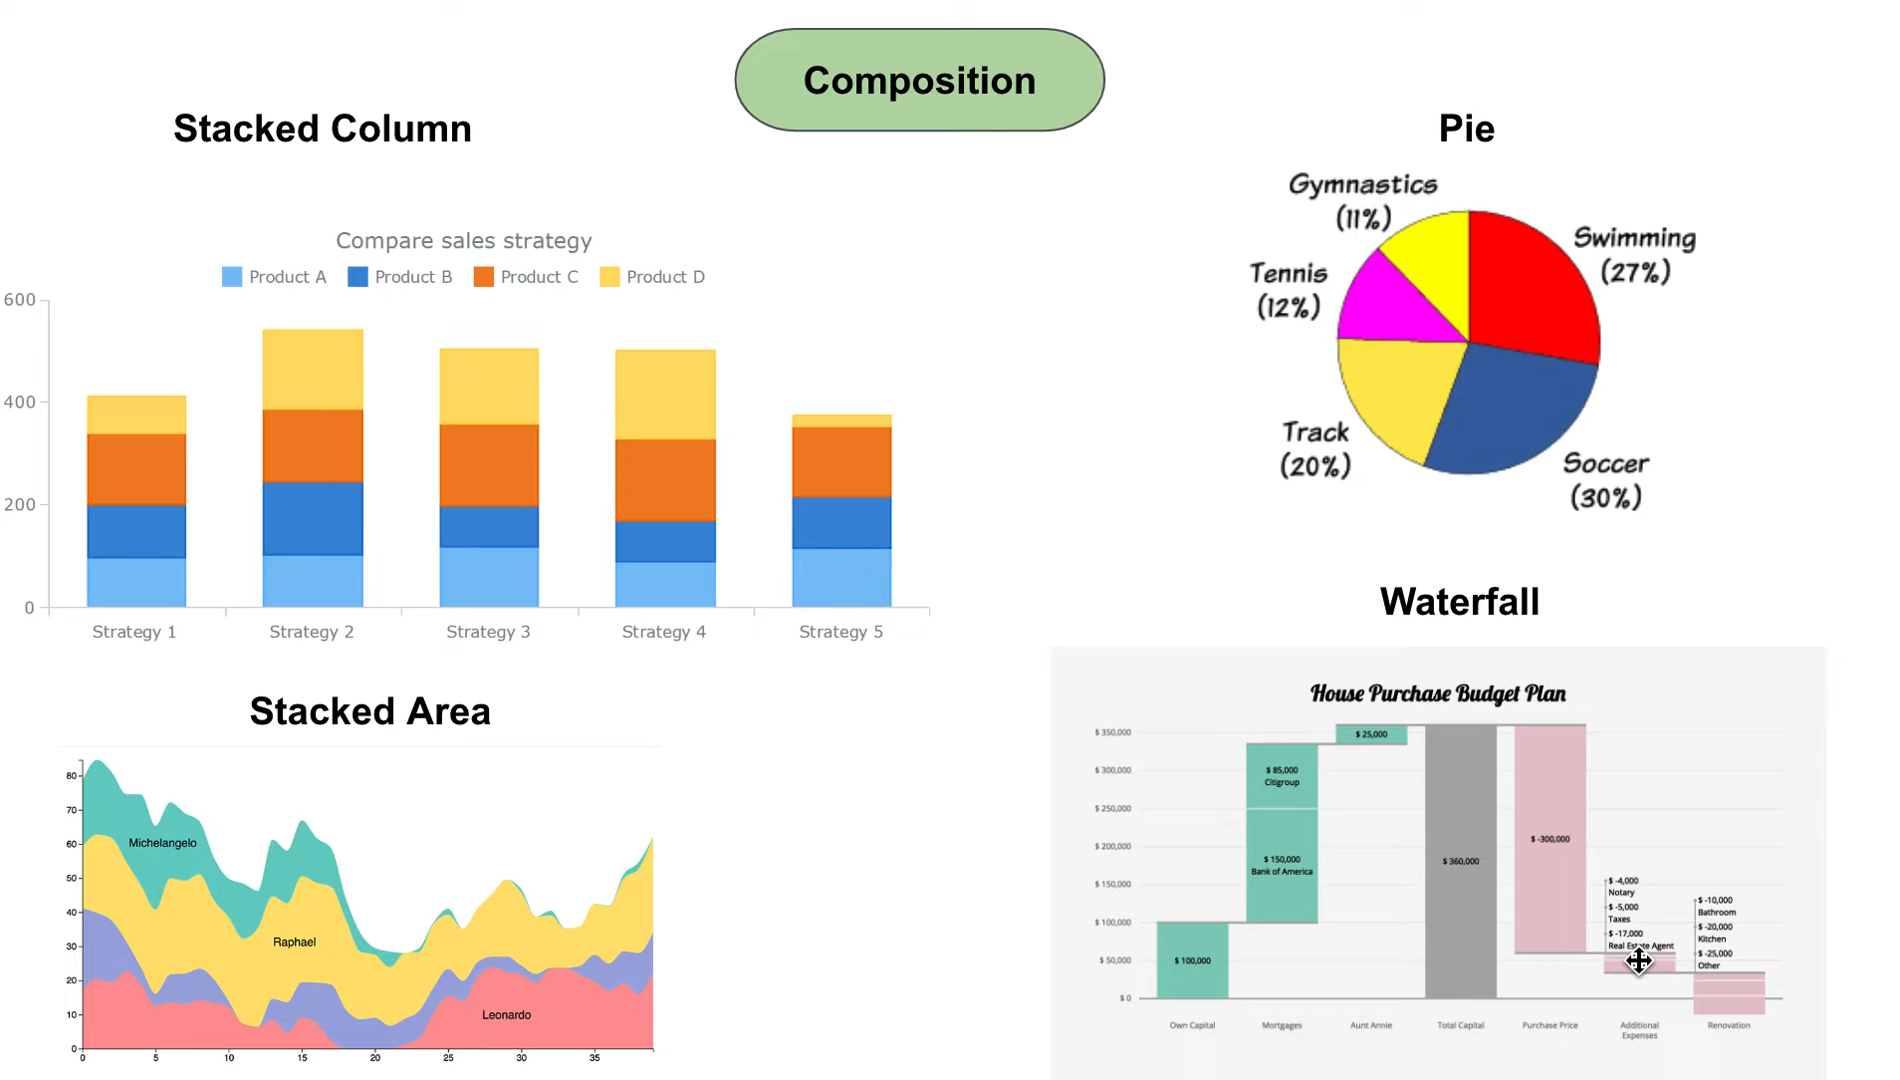 Composition
Stacked Column
Compare sales strategy
Product A
Product B
Product C
Product D
600
400
200
0
Strategy 1
Strategy 2
Strategy 3
Strategy 4
Strategy 5
Pie
Gymnastics
(11%)
Swimming
(27%)
Tennis
(12%)
Track
(20%)
Soccer
(30%)
Stacked Area
80
70
60
50
40
30
20
10
0
Michelangelo
Raphael
Leonardo
0
5
10
15
20
25
30
35
Waterfall
House Purchase Budget Plan
$ 350,000
$ 300,000
$ 250,000
$ 200,000
$ 150,000
$ 100,000
$ 50,000
$ 0
$ 100,000
$ 85,000
Citigroup
$ 150,000
Bank of America
$ 25,000
$ 360,000
$ -300,000
$ -4,000
Notary
$ -5,000
Taxes
$ -17,000
Real Estate Agent
$ -10,000
Bathroom
$ -20,000
Kitchen
$ -25,000
Other
Own Capital
Mortgages
Aunt Annie
Total Capital
Purchase Price
Additional
Expenses
Renovation